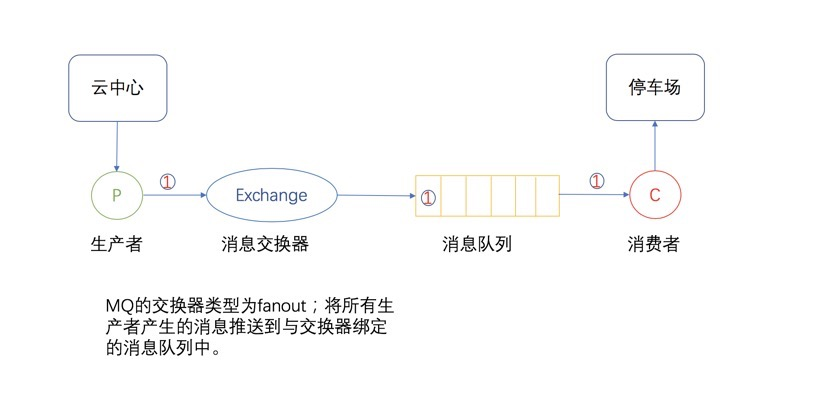 云中心
停车场
P
①
Exchange
①
①
C
生产者
消息交换器
消息队列
消费者
MQ的交换器类型为fanout；将所有生
产者产生的消息推送到与交换器绑定
的消息队列中。